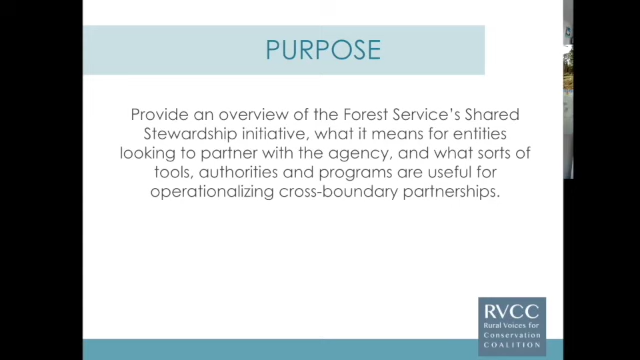 PURPOSE
Provide an overview of the Forest Service's Shared
Stewardship initiative, what it means for entities
looking to partner with the agency, and what sorts of
tools, authorities and programs are useful for
operationalizing cross-boundary partnerships.
RVCC
Rural Voices for
Conservation
COALITION